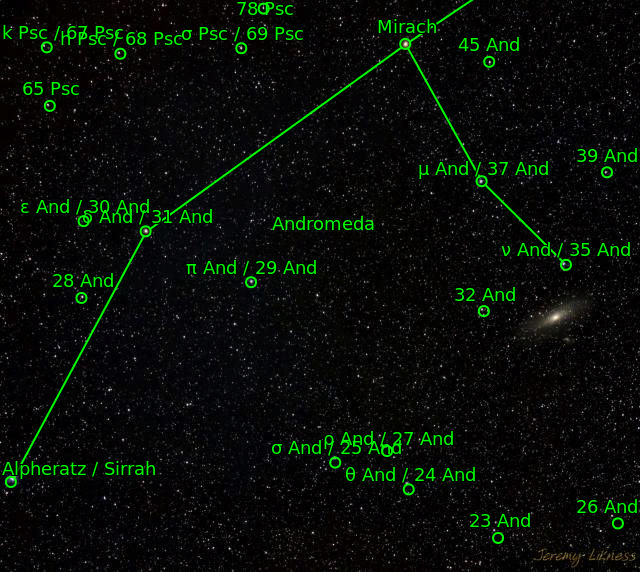 78 Psc
Mirach
k Psc / 67 Psc
h Psc / 68 Psc
σ Psc / 69 Psc
45 And
65 Psc
39 And
μ And / 37 And
ε And / 30 And
δ And / 31 And
Andromeda
ν And / 35 And
π And / 29 And
28 And
32 And
ρ And / 27 And
σ And / 25 And
Alpheratz / Sirrah
θ And / 24 And
26 And
23 And
Jeremy Likness